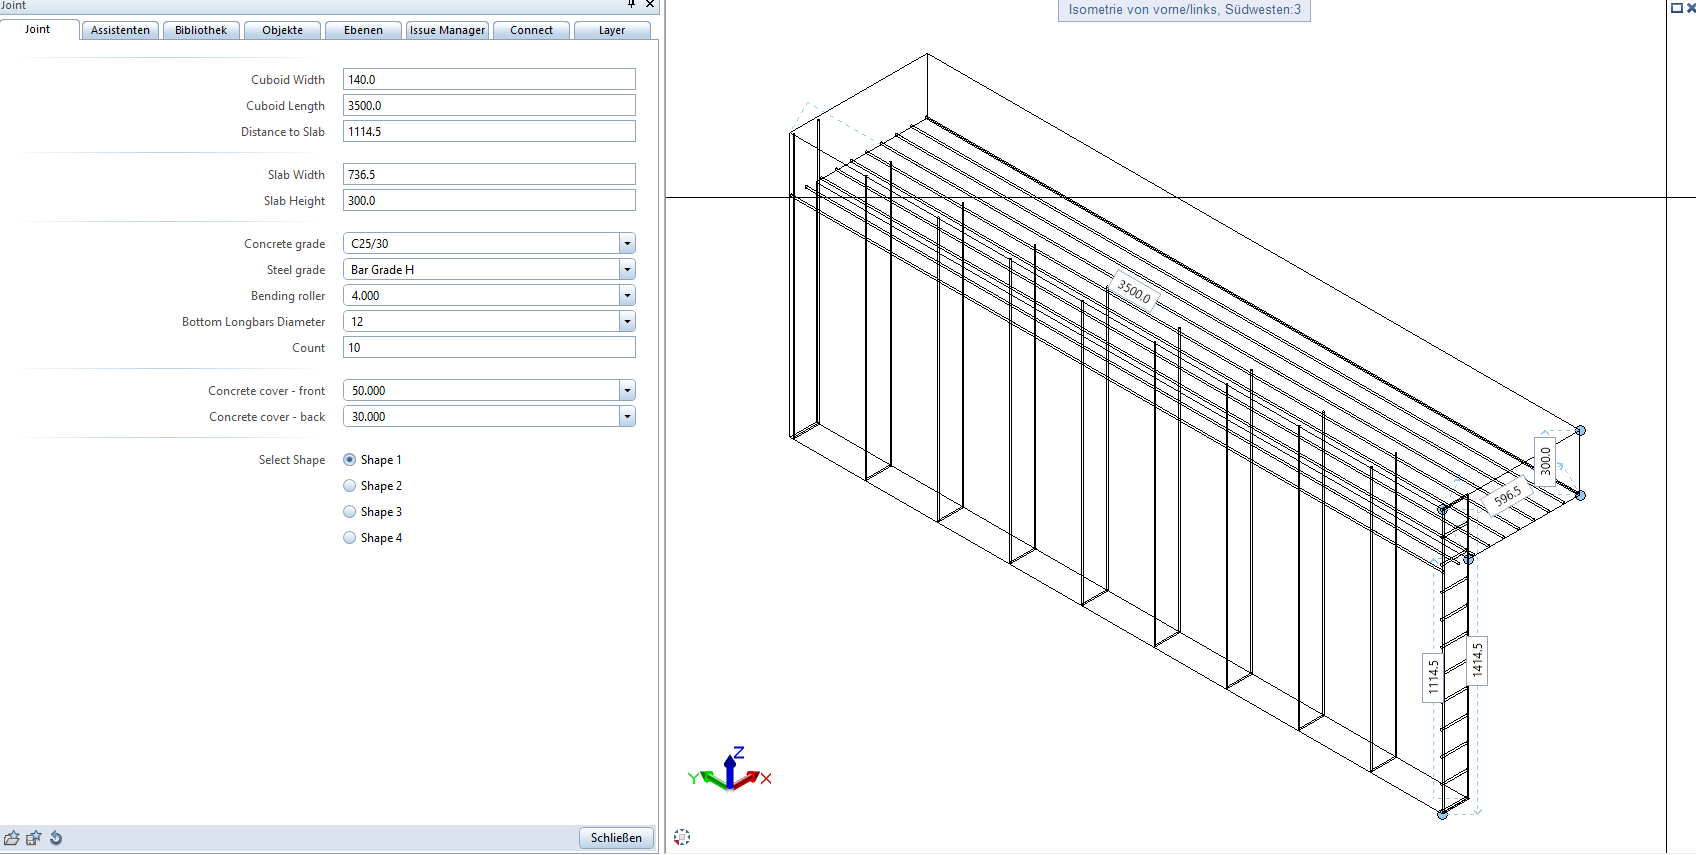 Joint
Joint Assistenten Bibliothek Objekte Ebenen Issue Manager Connect Layer
Cuboid Width 140.0
Cuboid Length 3500.0
Distance to Slab 1114.5
Slab Width 736.5
Slab Height 300.0
Concrete grade C25/30
Steel grade Bar Grade H
Bending roller 4.000
Bottom Longbars Diameter 12
Count 10
Concrete cover - front 50.000
Concrete cover - back 30.000
Select Shape Shape 1
Shape 2
Shape 3
Shape 4
Schließen
Isometrie von vorne/links, Südwesten:3
3500.0
300.0
596.5
1114.5
1414.5
Z
Y
X